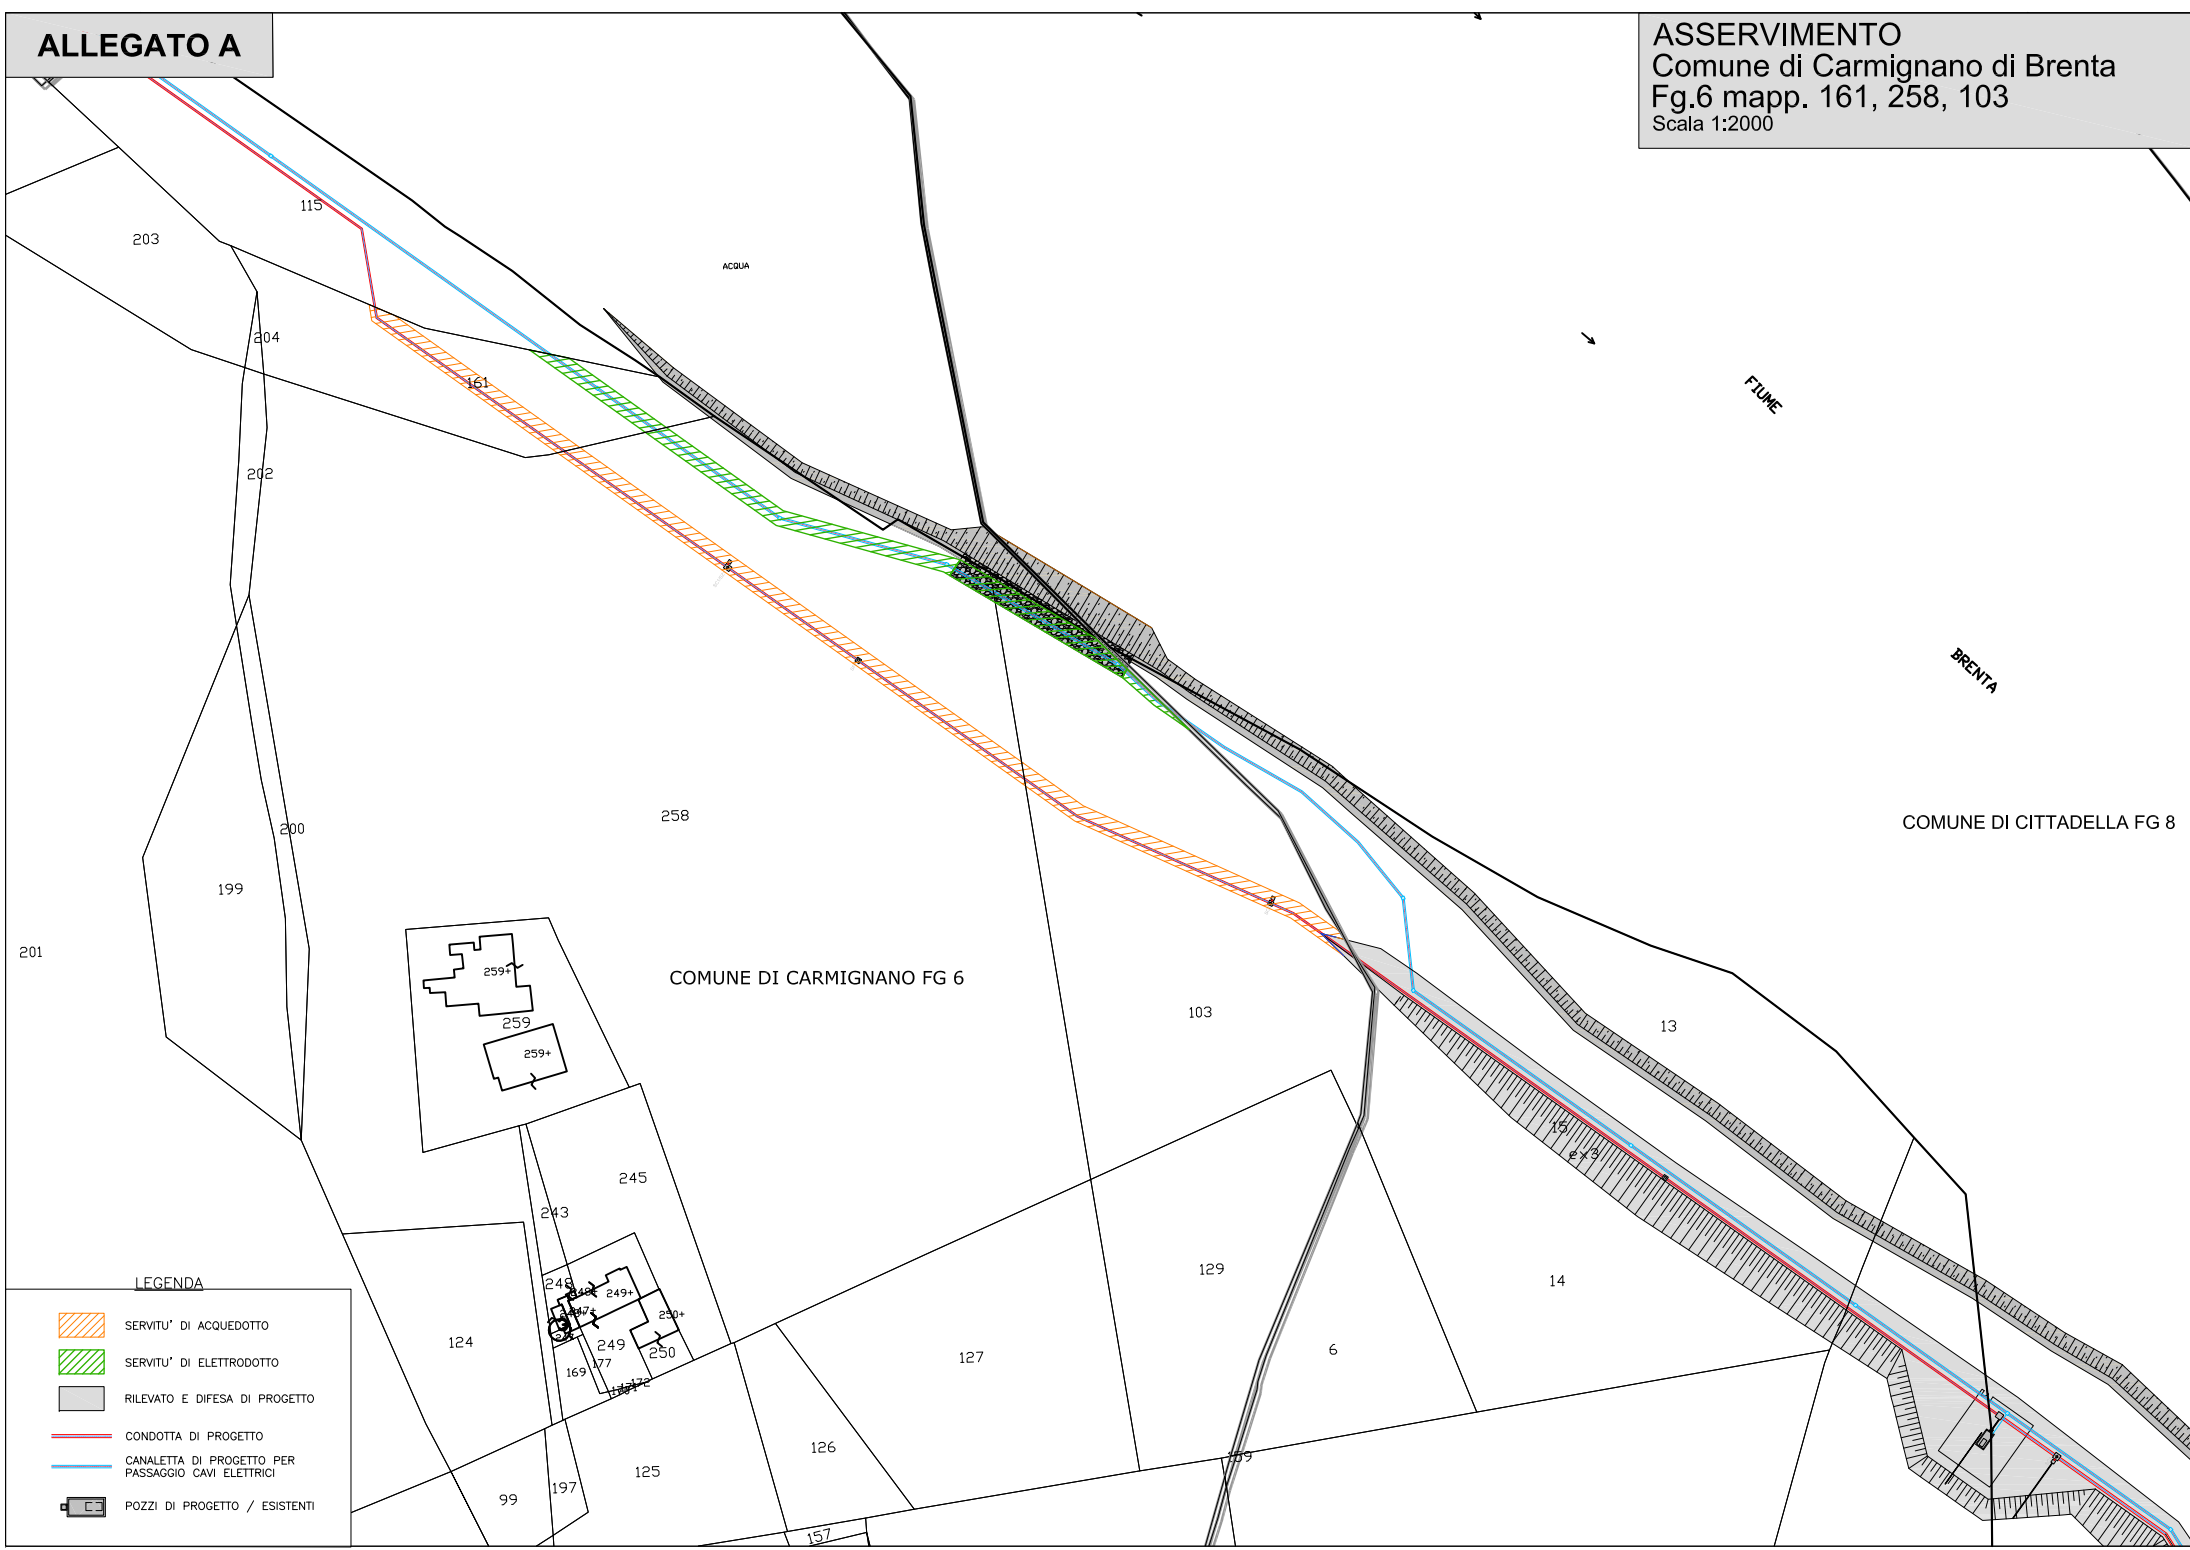 ALLEGATO A
ASSERVIMENTO
Comune di Carmignano di Brenta
Fg.6 mapp. 161, 258, 103
Scala 1:2000
115
203
ACQUA
204
161
FIUME
202
BRENTA
258
COMUNE DI CITTADELLA FG 8
200
199
201
259+
COMUNE DI CARMIGNANO FG 6
259
103
13
259+
15
ex3
245
243
129
14
248
249+
247+
250+
124
249
250
127
6
169
177
172
126
159
125
197
99
157
LEGENDA
SERVITU' DI ACQUEDOTTO
SERVITU' DI ELETTRODOTTO
RILEVATO E DIFESA DI PROGETTO
CONDOTTA DI PROGETTO
CANALETTA DI PROGETTO PER
PASSAGGIO CAVI ELETTRICI
POZZI DI PROGETTO / ESISTENTI